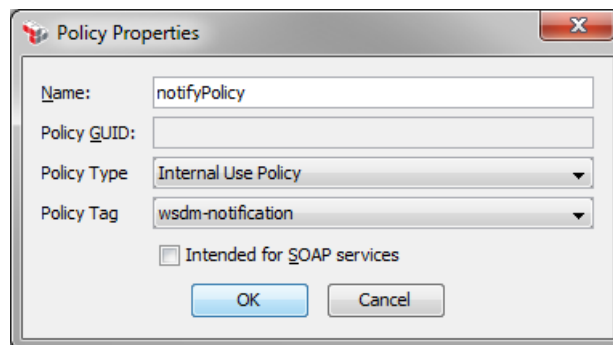 Policy Properties
Name: notifyPolicy
Policy GUID:
Policy Type Internal Use Policy
Policy Tag wsdm-notification
Intended for SOAP services
OK Cancel